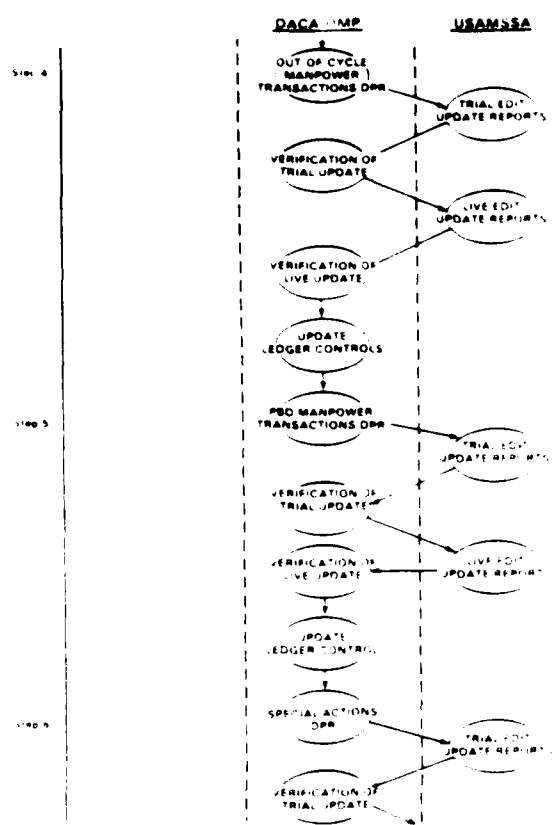 DACA DMP
USAMSSA
Step 4
OUT OF CYCLE
MANPOWER
TRANSACTIONS DPR
TRIAL EDIT
UPDATE REPORTS
VERIFICATION OF
TRIAL UPDATE
LIVE EDIT
UPDATE REPORTS
VERIFICATION OF
LIVE UPDATE
UPDATE
LEDGER CONTROLS
Step 5
PBD MANPOWER
TRANSACTIONS DPR
TRIAL EDIT
UPDATE REPORTS
VERIFICATION OF
TRIAL UPDATE
LIVE EDIT
UPDATE REPORT
VERIFICATION OF
LIVE UPDATE
UPDATE
LEDGER CONTROL
Step 6
SPECIAL ACTIONS
DPR
TRIAL EDIT
UPDATE REPORTS
VERIFICATION OF
TRIAL UPDATE